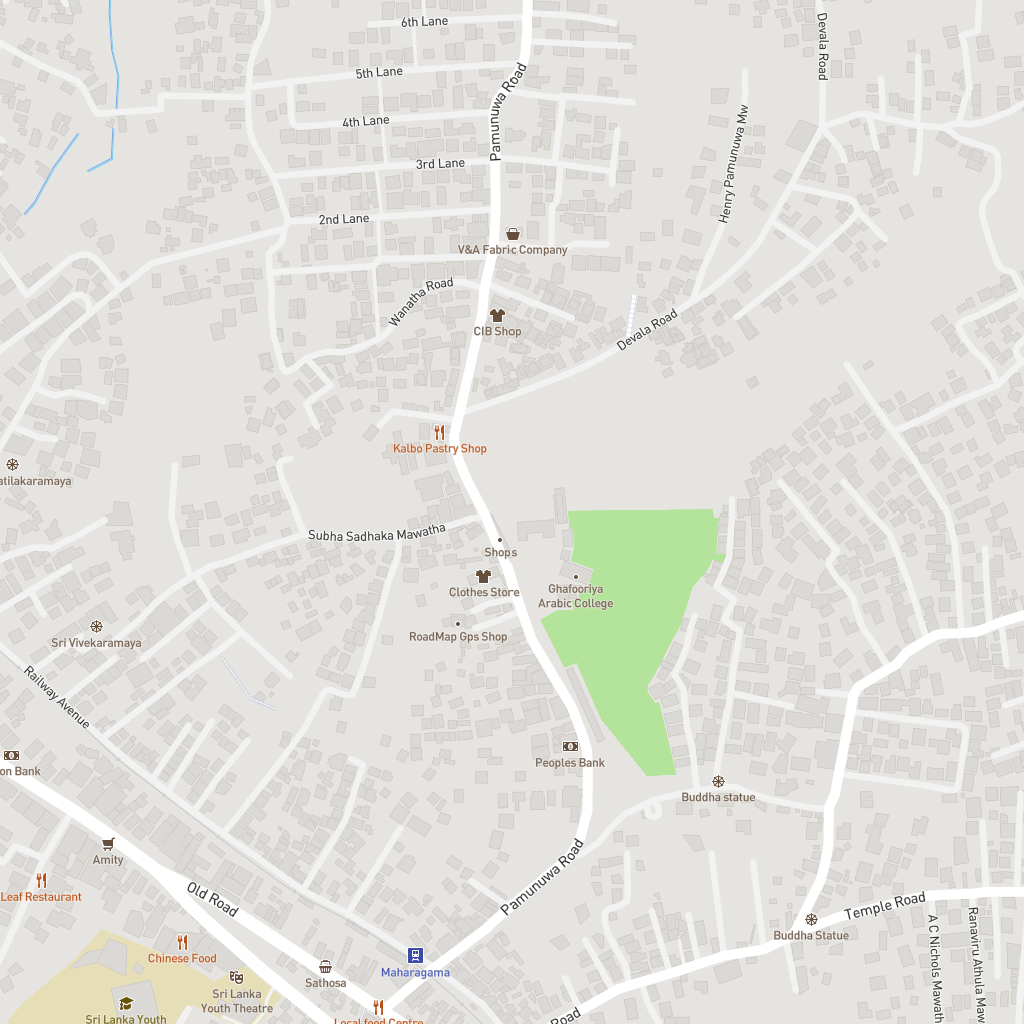 6th Lane
Devala Road
5th Lane
Pamunuwa Road
4th Lane
Henry Pamunuwa Mw
3rd Lane
2nd Lane
V&A Fabric Company
Wanatha Road
CIB Shop
Devala Road
Kalbo Pastry Shop
atilakaramaya
Subha Sadhaka Mawatha
Shops
Clothes Store
Ghafooriya
Arabic College
RoadMap Gps Shop
Sri Vivekaramaya
Railway Avenue
on Bank
Peoples Bank
Buddha statue
Amity
Pamunuwa Road
Leaf Restaurant
Old Road
Temple Road
Buddha Statue
A C Nichols Mawath
Ranaviru Athula Maw
Chinese Food
Maharagama
Sathosa
Sri Lanka
Youth Theatre
Sri Lanka Youth
Local food Centre
Road